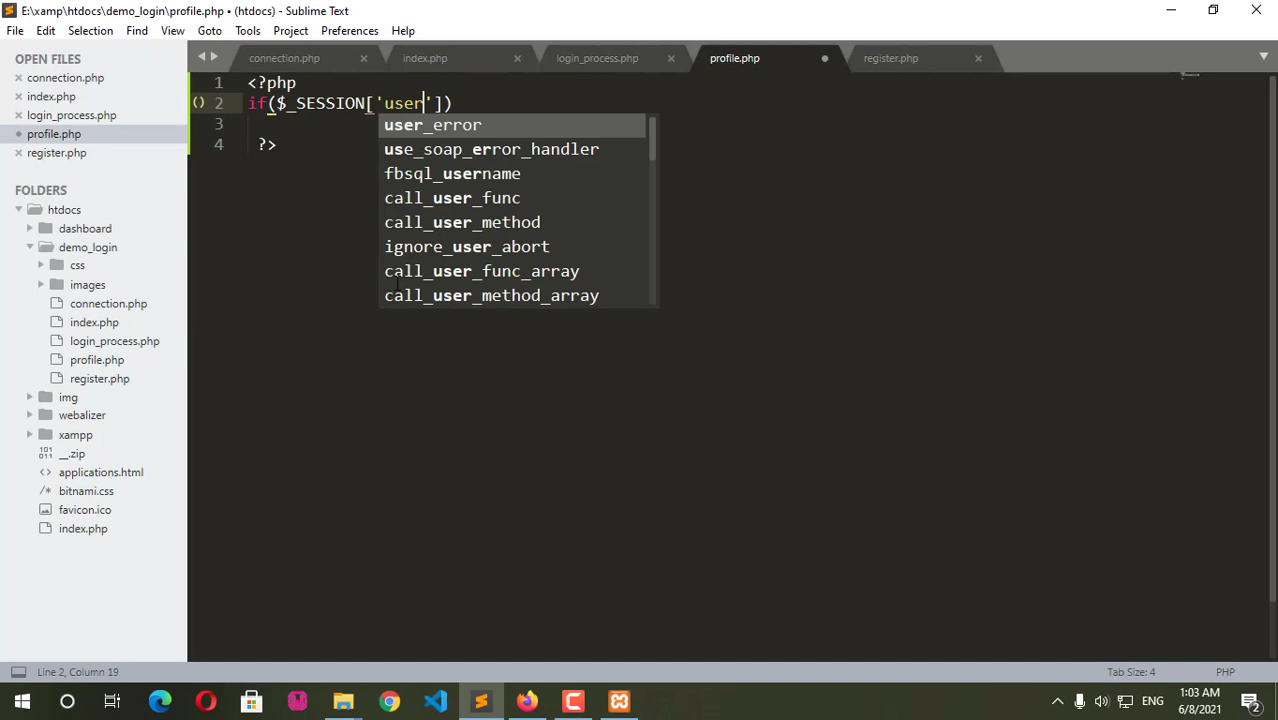 E:\xamp\htdocs\demo_login\profile.php • (htdocs) - Sublime Text
File Edit Selection Find View Goto Tools Project Preferences Help
OPEN FILES
connection.php
index.php
login_process.php
profile.php
register.php
FOLDERS
htdocs
dashboard
demo_login
css
images
connection.php
index.php
login_process.php
profile.php
register.php
img
webalizer
xampp
__.zip
applications.html
bitnami.css
favicon.ico
index.php
connection.php index.php login_process.php profile.php register.php
1 <?php
2 if($_SESSION['user'])
3
4 ?>
user_error
use_soap_error_handler
fbsql_username
call_user_func
call_user_method
ignore_user_abort
call_user_func_array
call_user_method_array
Line 2, Column 19 Tab Size: 4 PHP
ENG 1:03 AM
6/8/2021
2